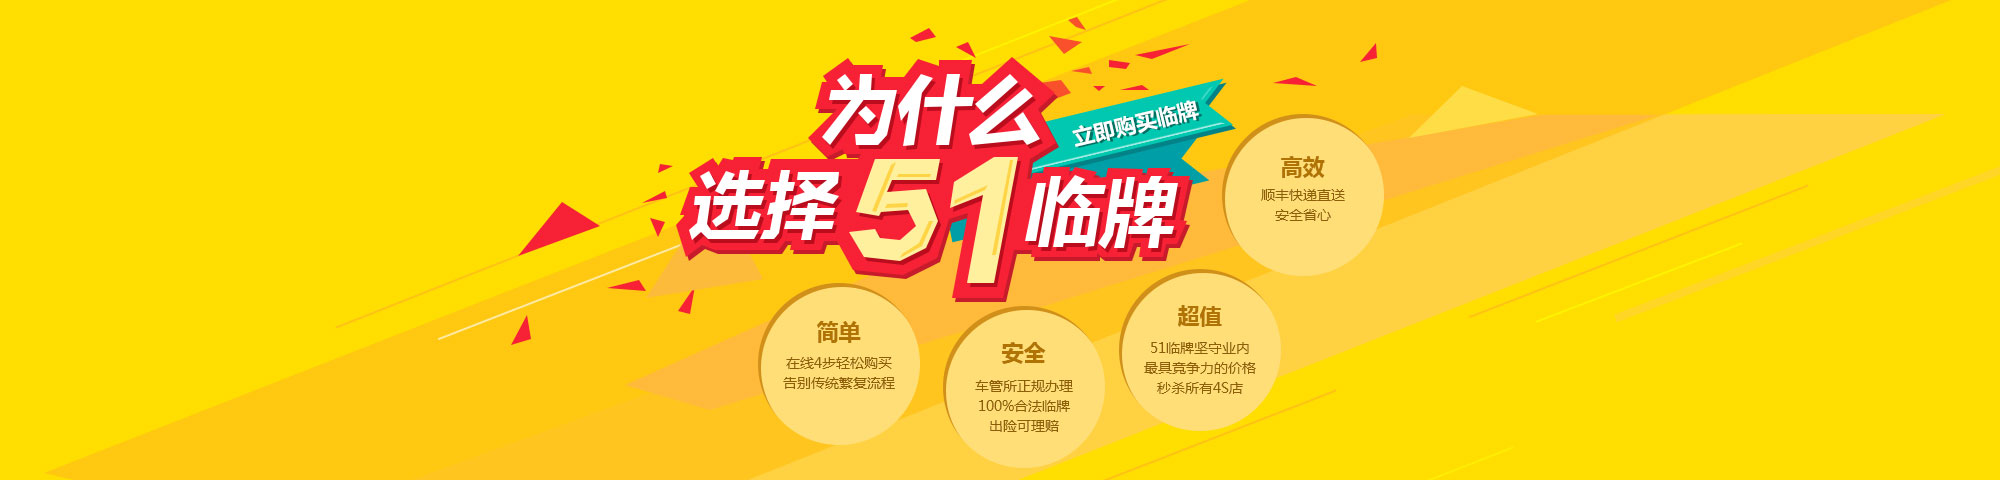 为什么
选择51临牌
立即购买临牌
简单
在线4步轻松购买
告别传统繁复流程
安全
车管所正规办理
100%合法临牌
出险可理赔
超值
51临牌坚守业内
最具竞争力的价格
秒杀所有4S店
高效
顺丰快递直送
安全省心